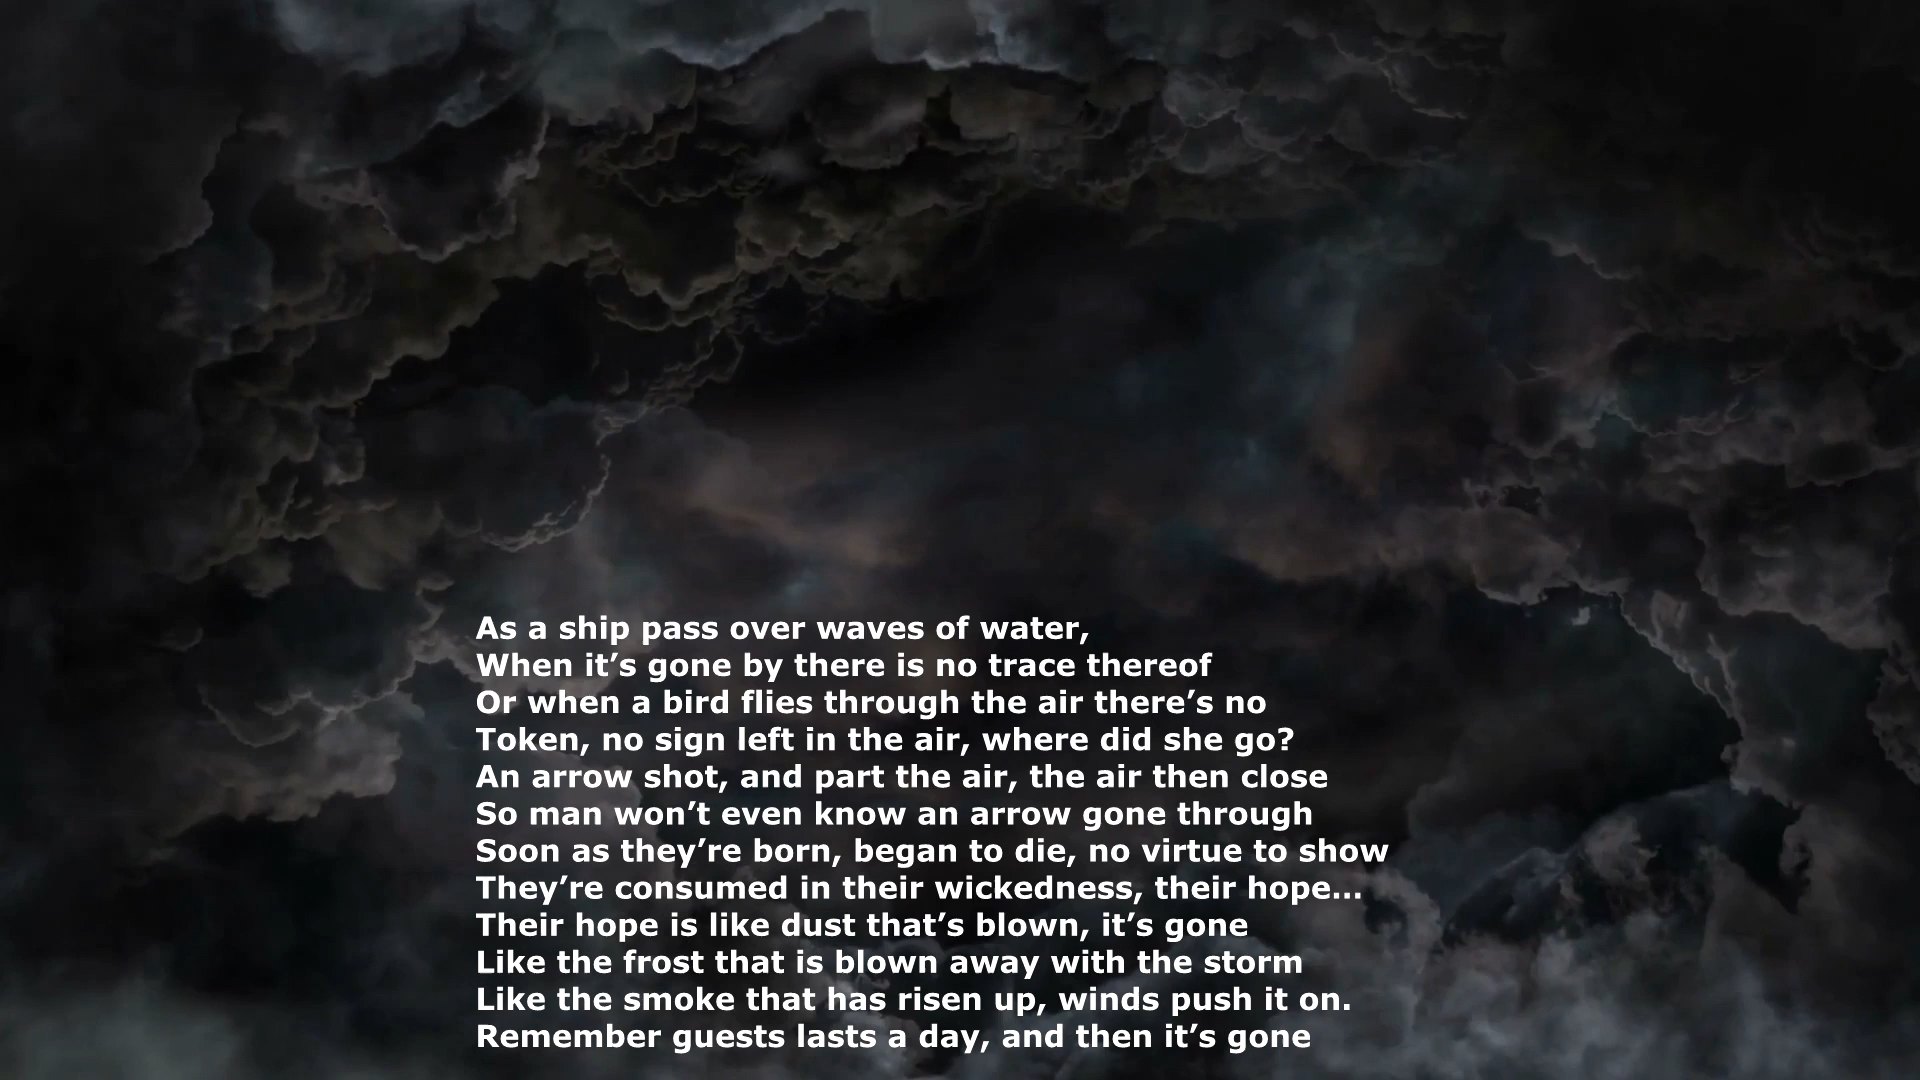 As a ship pass over waves of water,
When it’s gone by there is no trace thereof
Or when a bird flies through the air there’s no
Token, no sign left in the air, where did she go?
An arrow shot, and part the air, the air then close
So man won’t even know an arrow gone through
Soon as they’re born, began to die, no virtue to show
They’re consumed in their wickedness, their hope...
Their hope is like dust that’s blown, it’s gone
Like the frost that is blown away with the storm
Like the smoke that has risen up, winds push it on.
Remember guests lasts a day, and then it’s gone